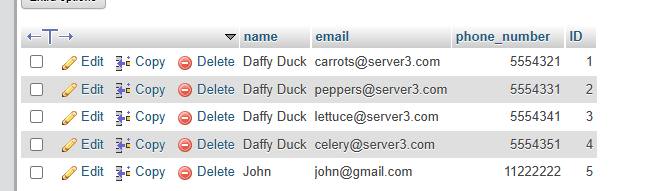 name email phone_number ID
Edit Copy Delete Daffy Duck carrots@server3.com 5554321 1
Edit Copy Delete Daffy Duck peppers@server3.com 5554331 2
Edit Copy Delete Daffy Duck lettuce@server3.com 5554341 3
Edit Copy Delete Daffy Duck celery@server3.com 5554351 4
Edit Copy Delete John john@gmail.com 11222222 5